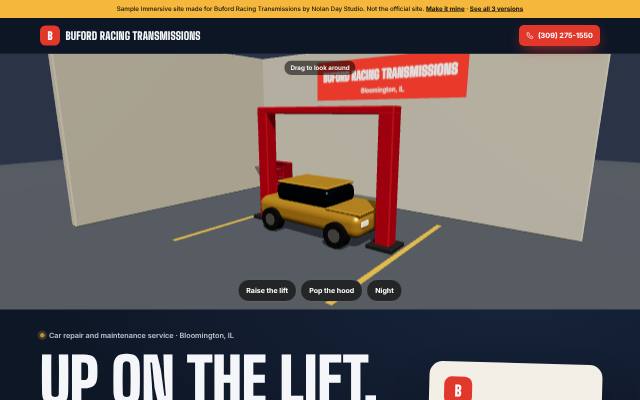 Sample Immersive site made for Buford Racing Transmissions by Nolan Day Studio. Not the official site. Make it mine · See all 3 versions
B BUFORD RACING TRANSMISSIONS
(309) 275-1550
Drag to look around
BUFORD RACING TRANSMISSIONS
Bloomington, IL
Raise the lift
Pop the hood
Night
Car repair and maintenance service · Bloomington, IL
UP ON THE LIFT.
B